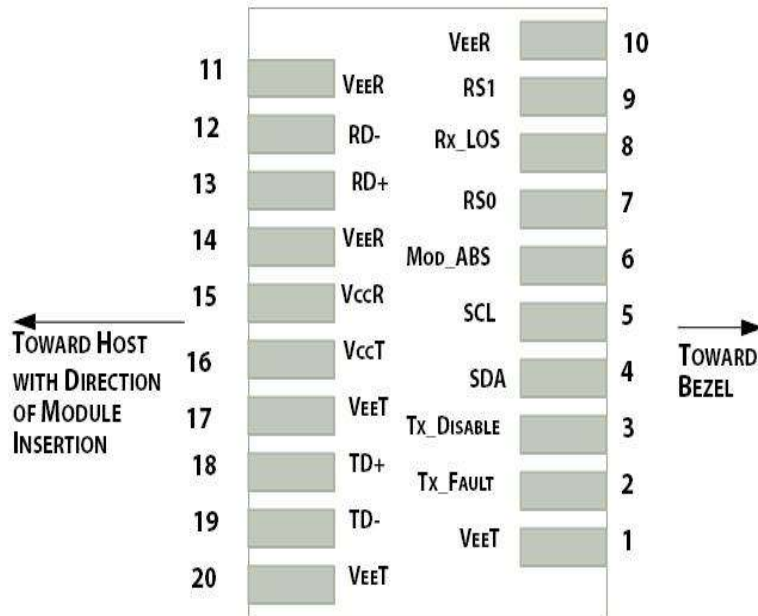 VEER 10
11 VEER
RS1 9
12 RD-
Rx_LOS 8
13 RD+
RS0 7
14 VEER
MOD_ABS 6
15 VCCR
SCL 5
TOWARD HOST
WITH DIRECTION
OF MODULE
INSERTION
TOWARD
BEZEL
16 VCCT
SDA 4
17 VEET
TX_DISABLE 3
18 TD+
TX_FAULT 2
19 TD-
VEET 1
20 VEET